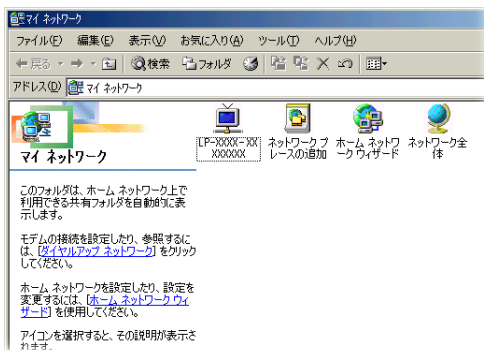 マイ ネットワーク
ファイル(F) 編集(E) 表示(V) お気に入り(A) ツール(T) ヘルプ(H)
戻る 検索 フォルダ
アドレス(D) マイ ネットワーク
マイ ネットワーク
このフォルダは、ホーム ネットワーク上で
利用できる共有フォルダを自動的に表
示します。
モデムの接続を設定したり、参照するに
は、[ダイヤルアップ ネットワーク] をクリック
してください。
ホーム ネットワークを設定したり、設定を
変更するには、[ホーム ネットワーク ウィ
ザード] を使用してください。
アイコンを選択すると、その説明が表示さ
れます。
LP-XXXX-XX
XXXXXX
ネットワーク プ
レースの追加
ホーム ネットワ
ーク ウィザード
ネットワーク全
体